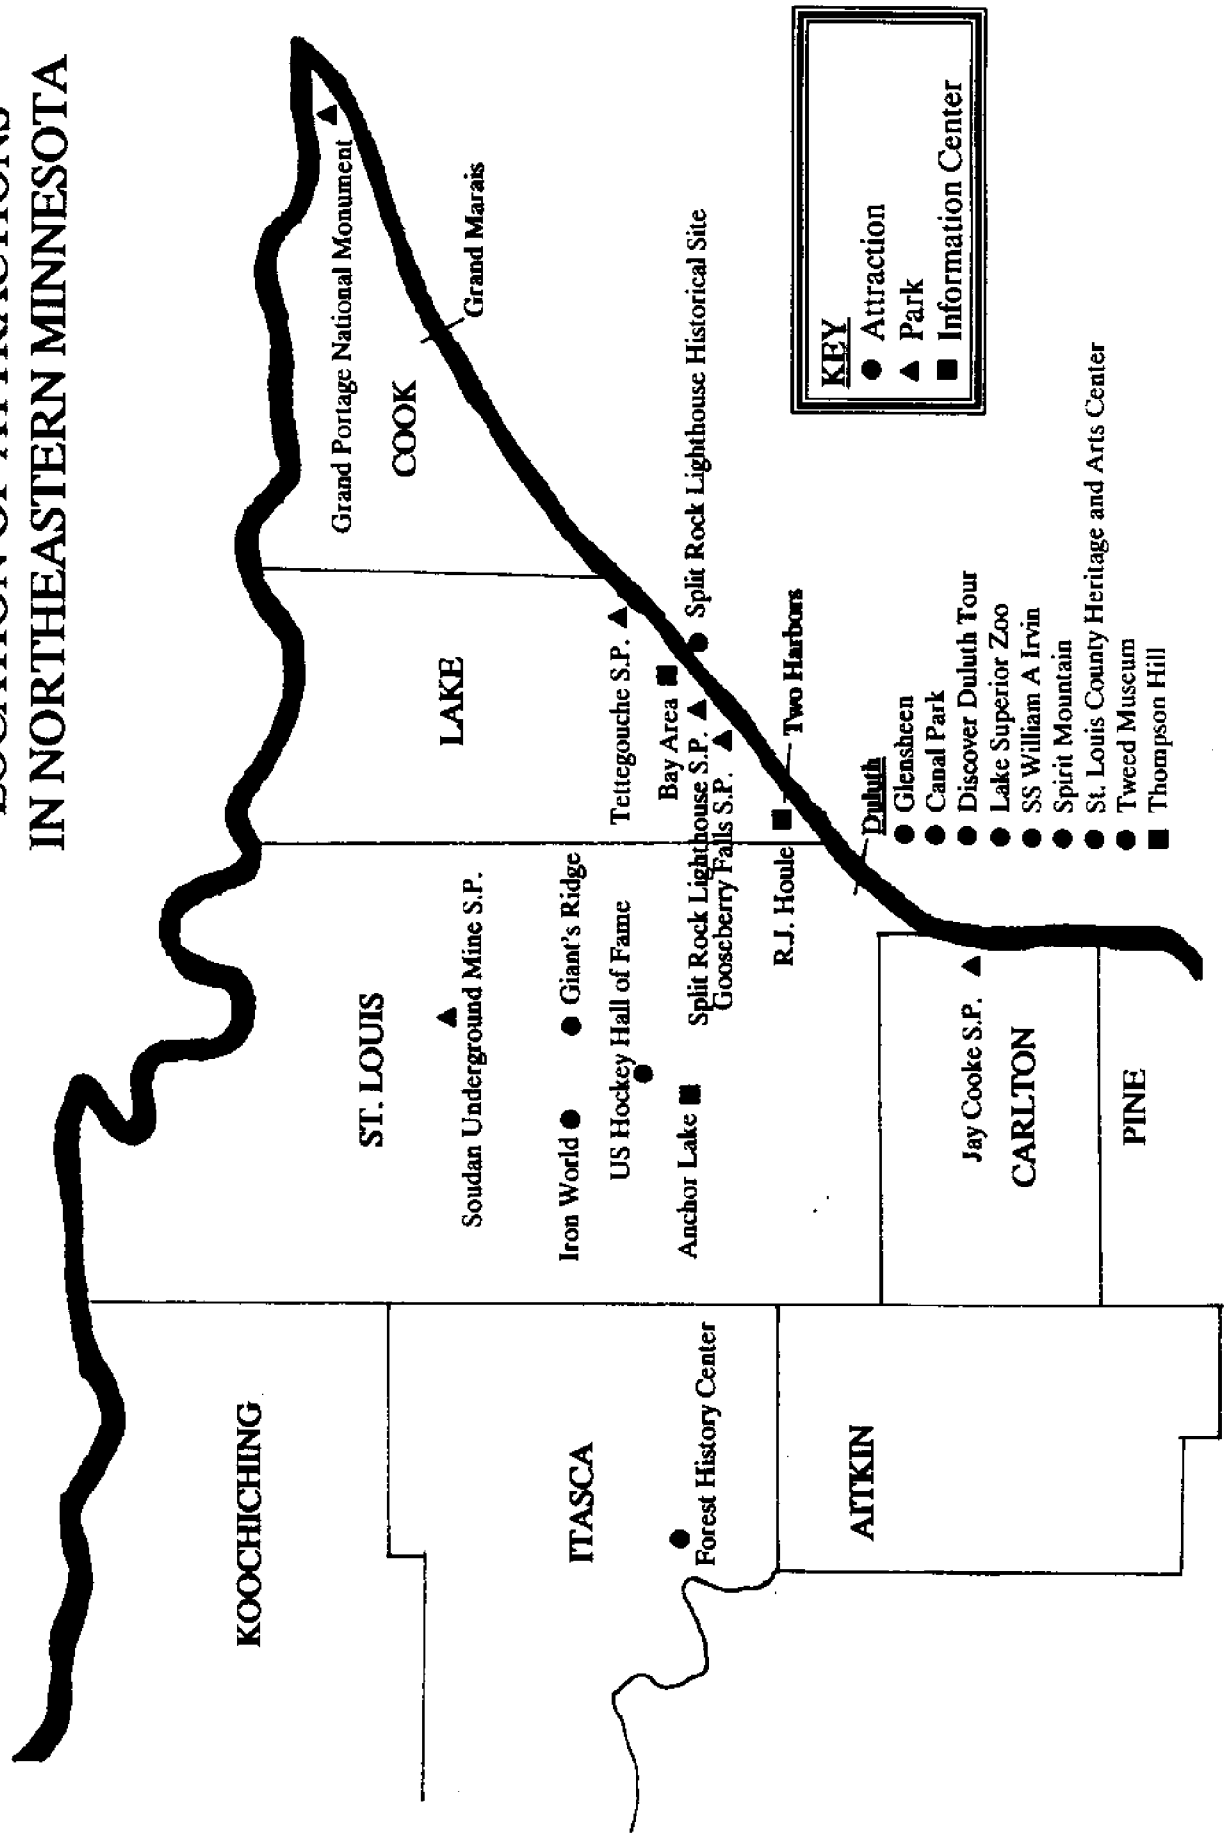 LOCATION OF ATTRACTIONS
IN NORTHEASTERN MINNESOTA
KOOCHICHING
ST. LOUIS
Grand Portage National Monument
COOK
Grand Marais
LAKE
Soudan Underground Mine S.P.
ITASCA
Iron World
Giant's Ridge
US Hockey Hall of Fame
Tettegouche S.P.
Bay Area
Anchor Lake
Split Rock Lighthouse S.P.
Split Rock Lighthouse Historical Site
Forest History Center
Gooseberry Falls S.P.
R.J. Houle
Two Harbors
AITKIN
Duluth
Glensheen
Canal Park
Discover Duluth Tour
Lake Superior Zoo
SS William A Irvin
Spirit Mountain
St. Louis County Heritage and Arts Center
Tweed Museum
Thompson Hill
Jay Cooke S.P.
CARLTON
PINE
KEY
Attraction
Park
Information Center